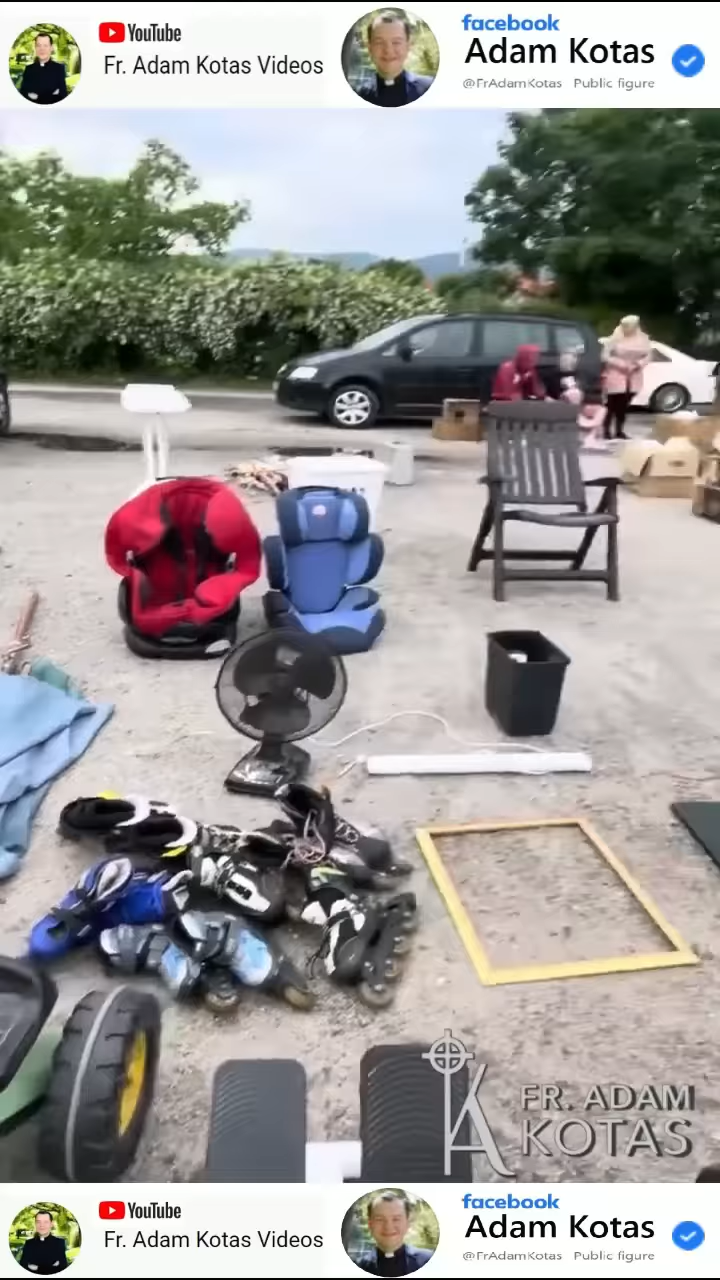 YouTube
Fr. Adam Kotas Videos
facebook
Adam Kotas
@FrAdamKotas Public figure
FR. ADAM
KOTAS
YouTube
Fr. Adam Kotas Videos
facebook
Adam Kotas
@FrAdamKotas Public figure